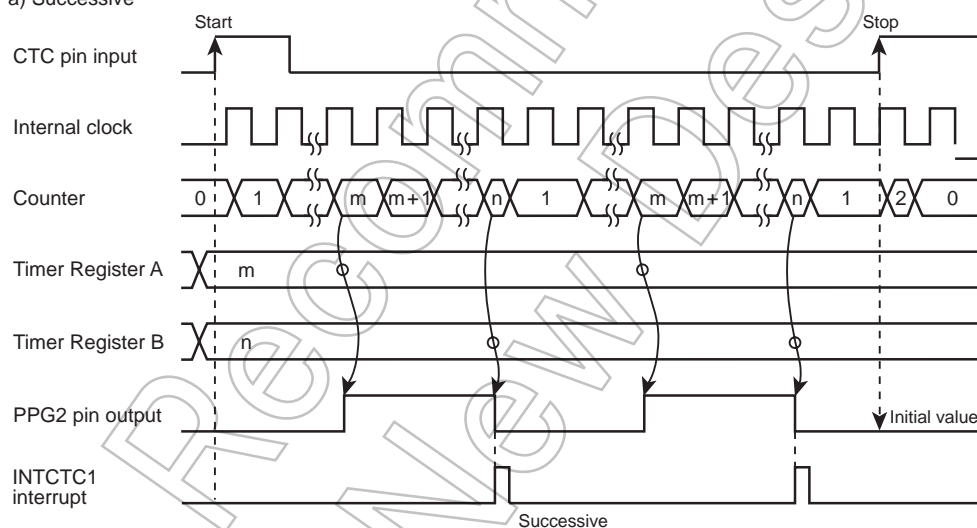 a) Successive
Start
Stop
CTC pin input
Internal clock
Counter
0 1 m m+1 n 1 m m+1 n 1 2 0
Timer Register A
m
Timer Register B
n
PPG2 pin output
Initial value
INTCTC1
interrupt
Successive